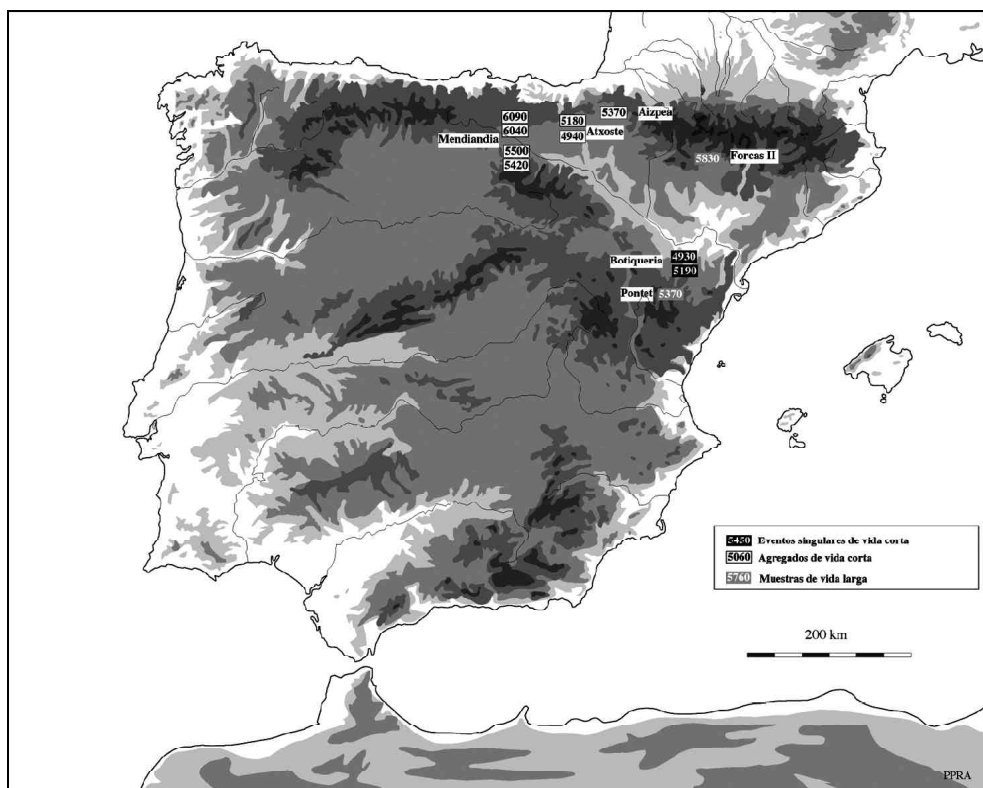 6090
6040
Mendiandia
5500
5420
5180
4940
Atxoste
5370
Aizpea
5830
Forcas II
Botiqueria
4930
5190
Pontet
5370
5450 Eventos singulares de vida corta
5060 Agregados de vida corta
5760 Muestras de vida larga
200 km
PPRA